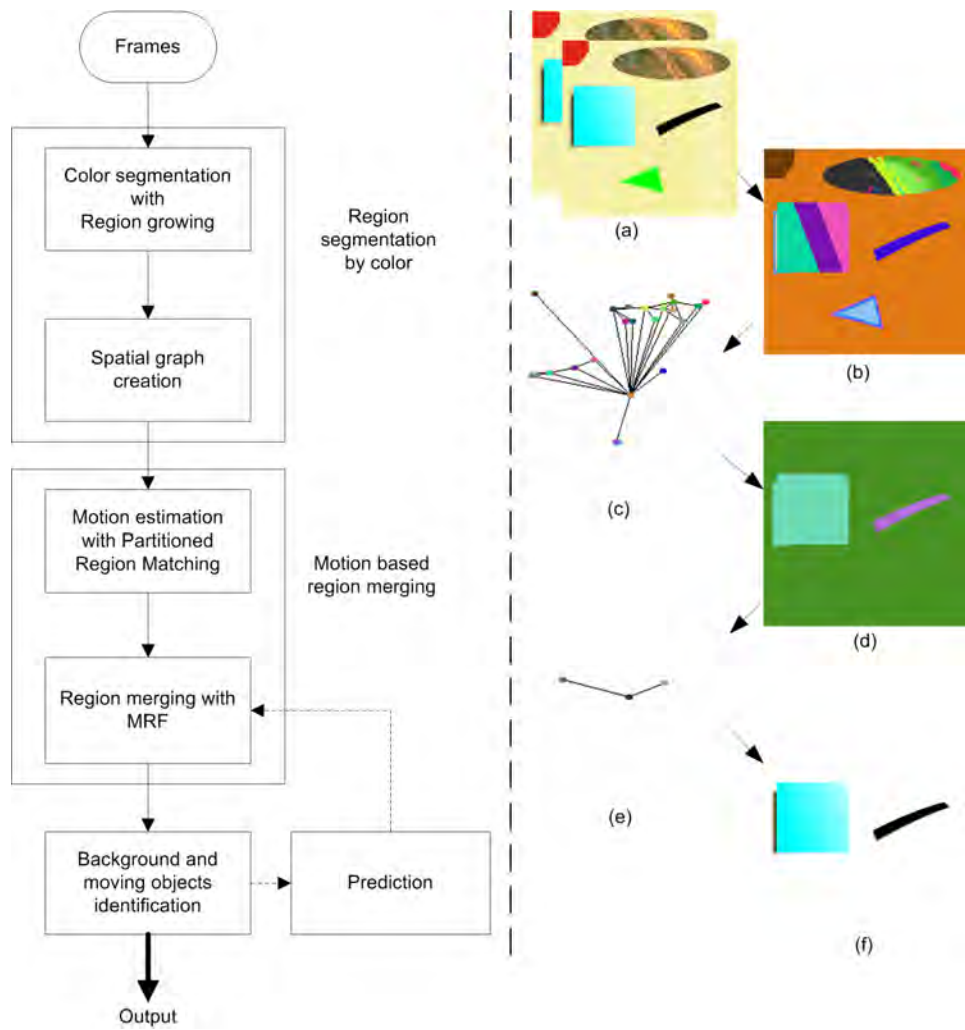 Frames
Color segmentation
with
Region growing
Spatial graph
creation
Region
segmentation
by color
Motion estimation
with Partitioned
Region Matching
Region merging with
MRF
Motion based
region merging
Background and
moving objects
identification
Prediction
Output
(a)
(b)
(c)
(d)
(e)
(f)